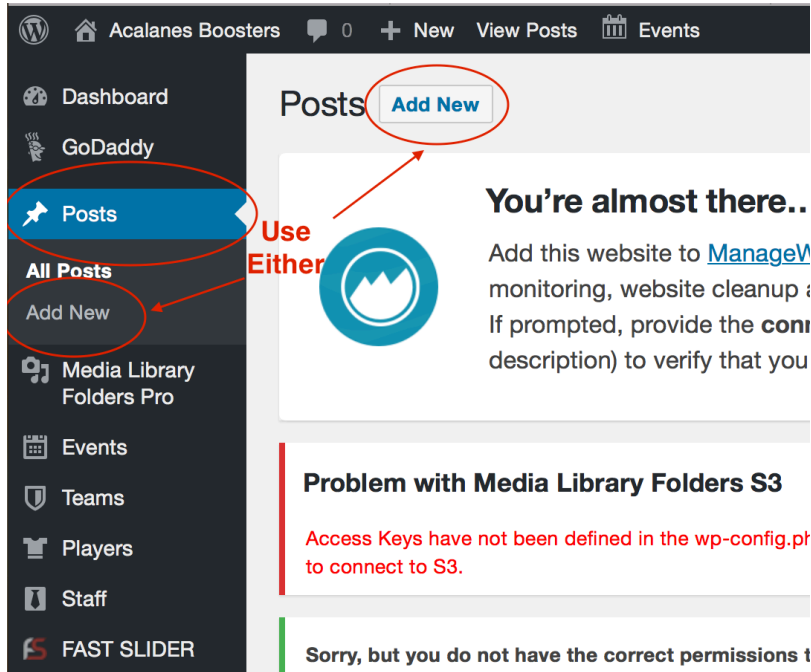 Acalanes Boosters 0 New View Posts Events
Dashboard
GoDaddy
Posts
All Posts
Add New
Media Library
Folders Pro
Events
Teams
Players
Staff
FAST SLIDER
Posts Add New
Use
Either
You're almost there..
Add this website to ManageW
monitoring, website cleanup a
If prompted, provide the conn
description) to verify that you
Problem with Media Library Folders S3
Access Keys have not been defined in the wp-config.ph
to connect to S3.
Sorry, but you do not have the correct permissions t